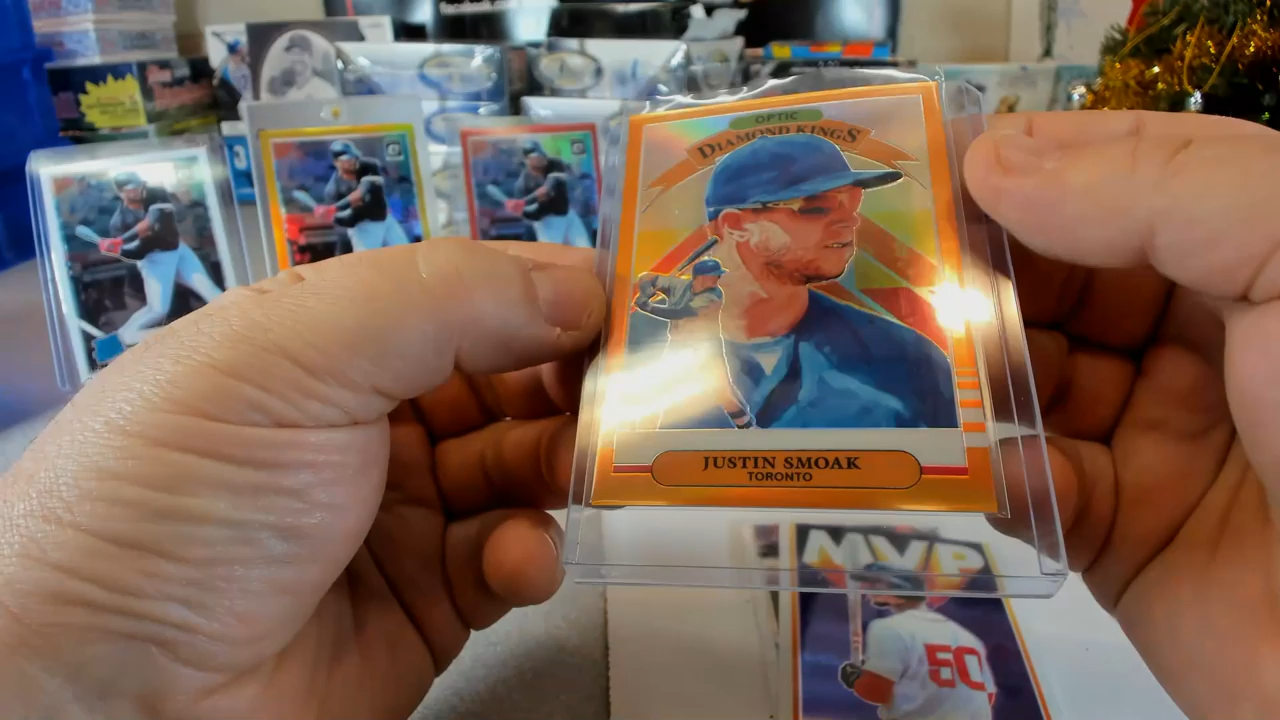 OPTIC
DIAMOND KINGS
JUSTIN SMOAK
TORONTO
MVP
50